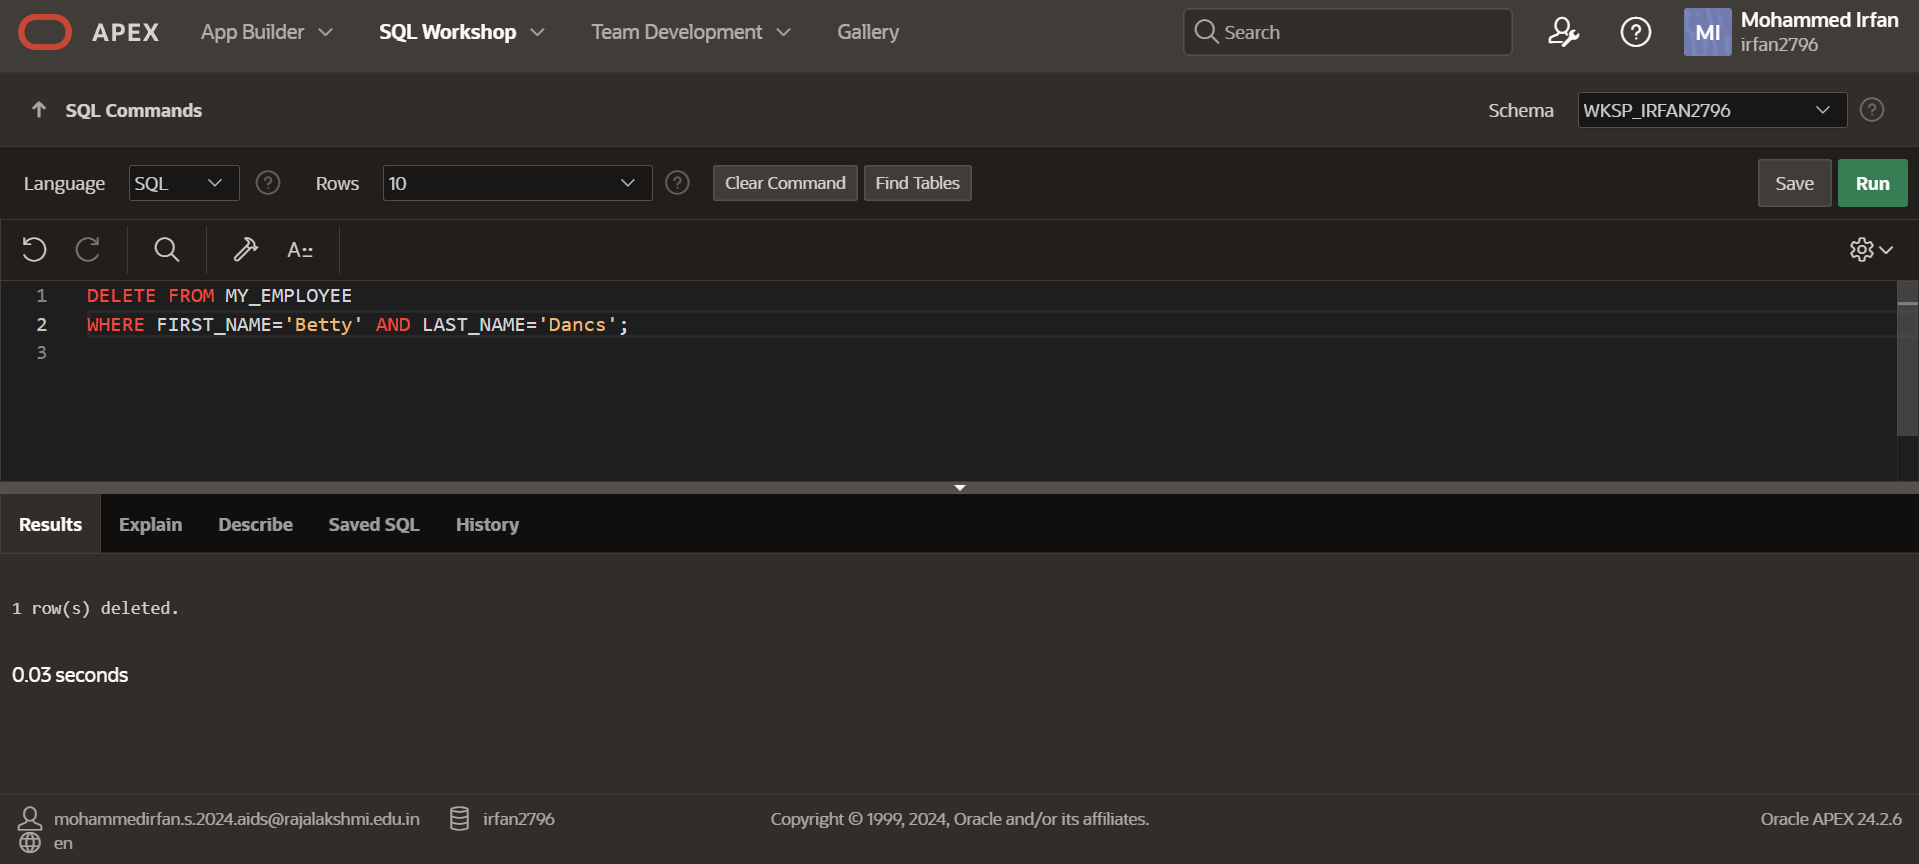 APEX App Builder SQL Workshop Team Development Gallery Search MI Mohammed Irfan
irfan2796
SQL Commands Schema WKSP_IRFAN2796 ?
Language SQL ? Rows 10 ? Clear Command Find Tables Save Run
A::
1 DELETE FROM MY_EMPLOYEE
2 WHERE FIRST_NAME='Betty' AND LAST_NAME='Dancs';
3
Results Explain Describe Saved SQL History
1 row(s) deleted.
0.03 seconds
mohammedirfan.s.2024.aids@rajalakshmi.edu.in irfan2796 Copyright © 1999, 2024, Oracle and/or its affiliates. Oracle APEX 24.2.6
en